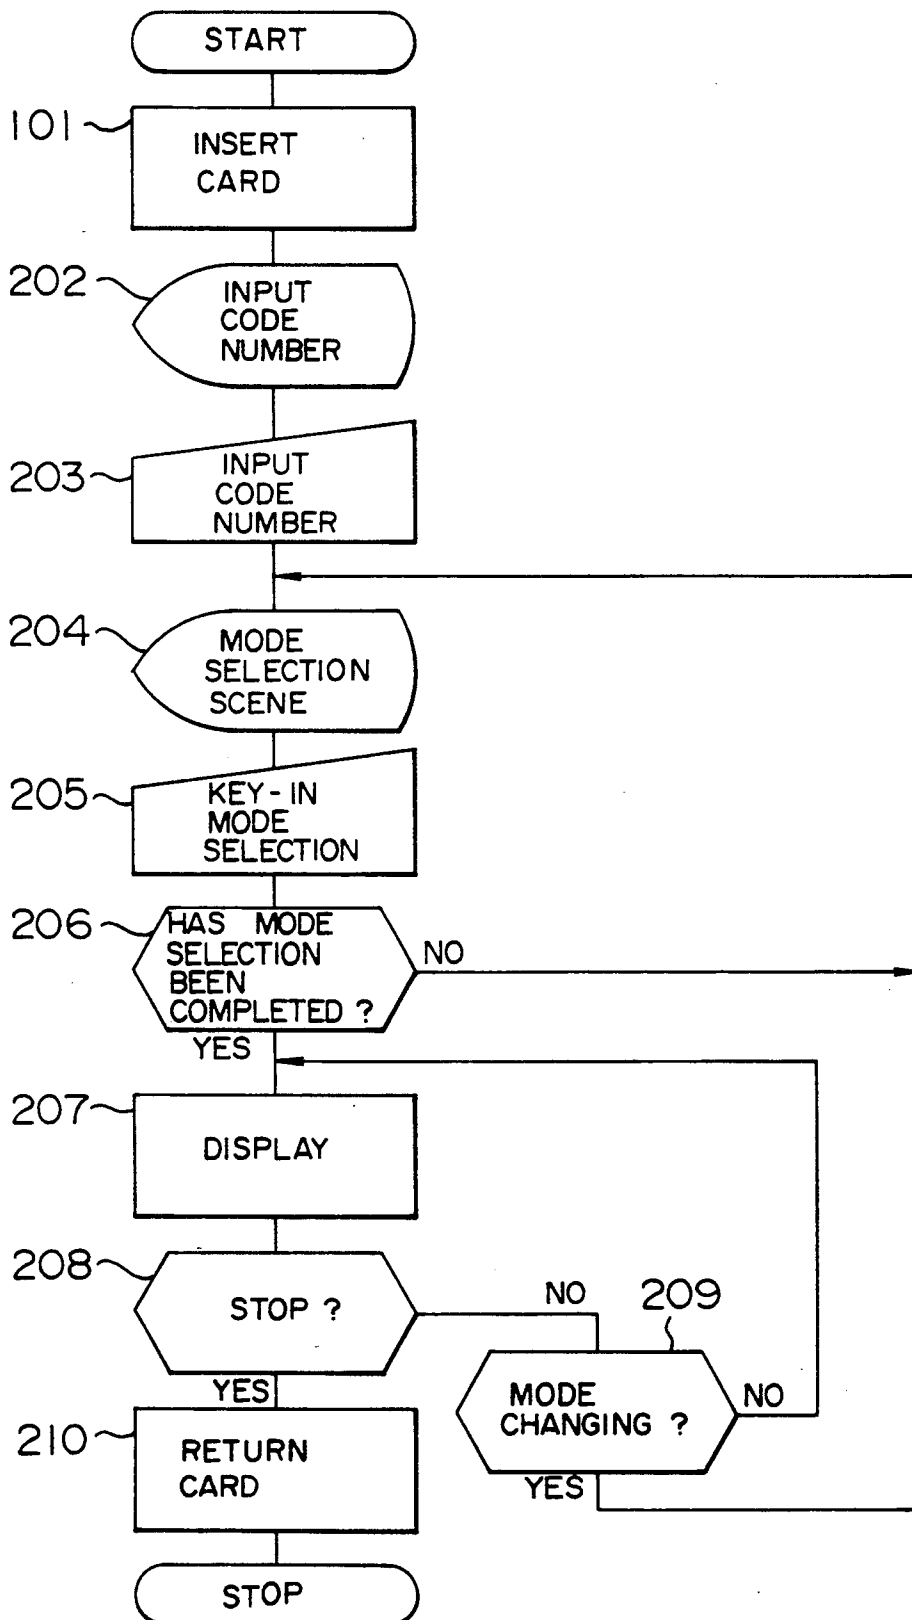 START
101
INSERT
CARD
202
INPUT
CODE
NUMBER
203
INPUT
CODE
NUMBER
204
MODE
SELECTION
SCENE
205
KEY-IN
MODE
SELECTION
206
HAS MODE
SELECTION
BEEN
COMPLETED ?
NO
YES
207
DISPLAY
208
STOP ?
NO
209
YES
MODE
CHANGING ?
NO
YES
210
RETURN
CARD
STOP